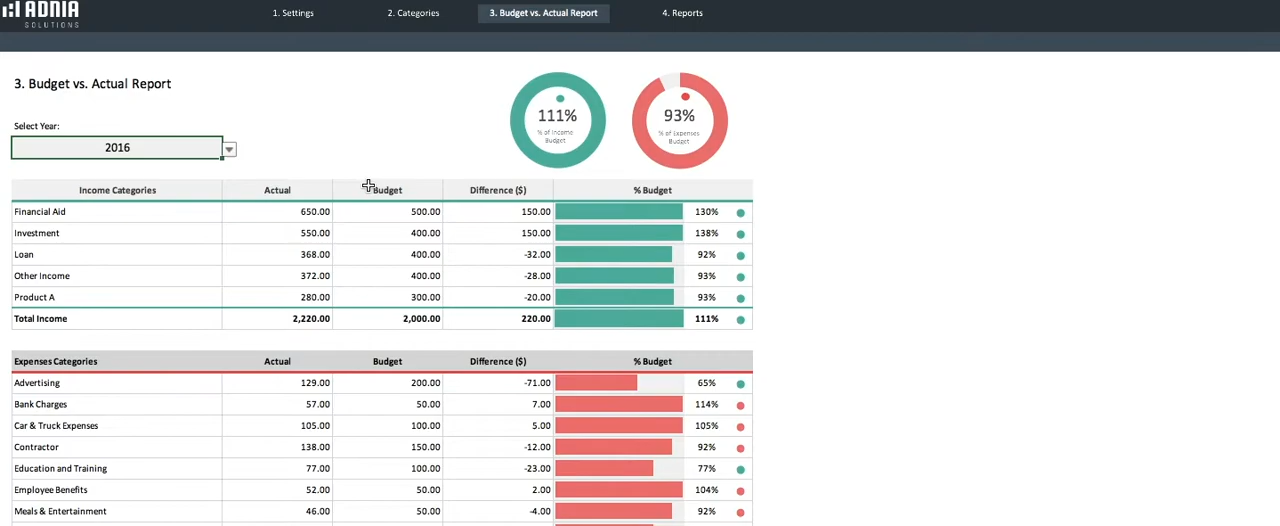 ADNIA
SOLUTIONS
1. Settings 2. Categories 3. Budget vs. Actual Report 4. Reports
3. Budget vs. Actual Report
111%
% of Income
Budget
93%
% of Expenses
Budget
Select Year:
2016
Income Categories Actual Budget Difference ($) % Budget
Financial Aid 650.00 500.00 150.00 130%
Investment 550.00 400.00 150.00 138%
Loan 368.00 400.00 -32.00 92%
Other Income 372.00 400.00 -28.00 93%
Product A 280.00 300.00 -20.00 93%
Total Income 2,220.00 2,000.00 220.00 111%
Expenses Categories Actual Budget Difference ($) % Budget
Advertising 129.00 200.00 -71.00 65%
Bank Charges 57.00 50.00 7.00 114%
Car & Truck Expenses 105.00 100.00 5.00 105%
Contractor 138.00 150.00 -12.00 92%
Education and Training 77.00 100.00 -23.00 77%
Employee Benefits 52.00 50.00 2.00 104%
Meals & Entertainment 46.00 50.00 -4.00 92%